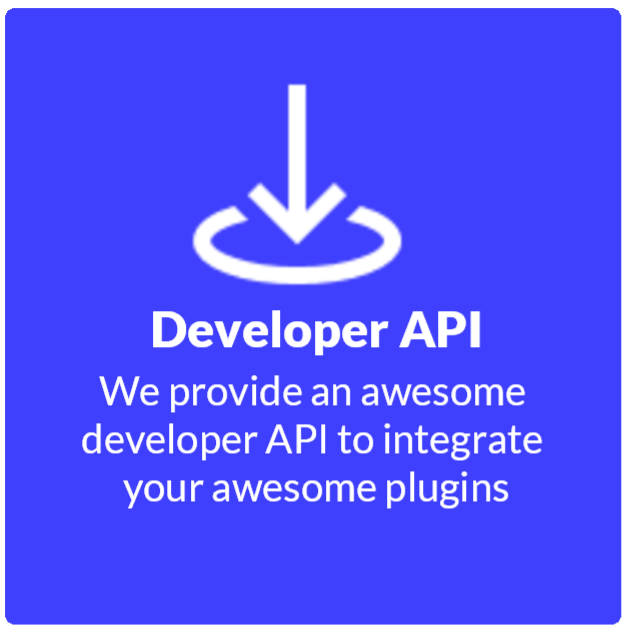 Developer API
We provide an awesome
developer API to integrate
your awesome plugins